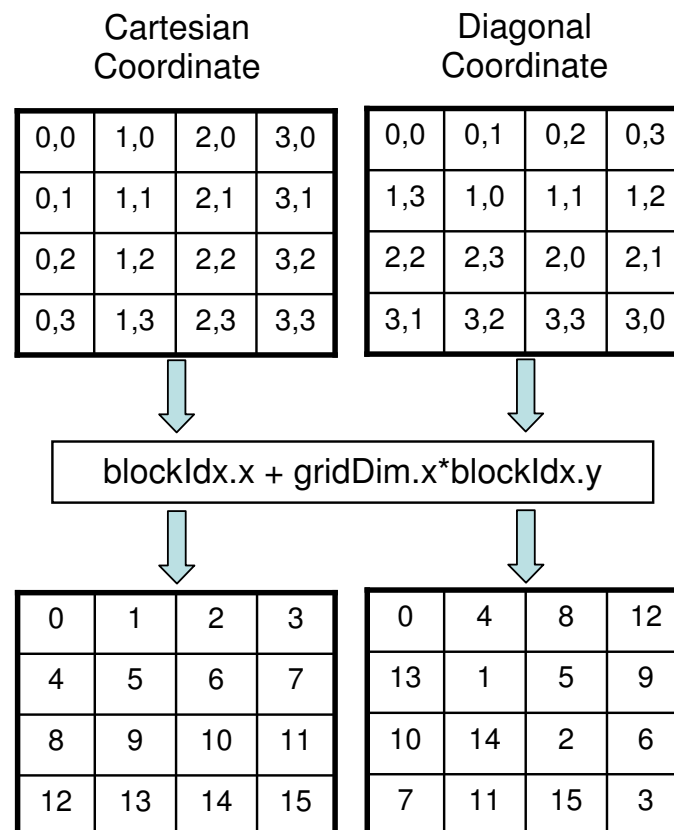 Cartesian Coordinate
Diagonal Coordinate
0,0 1,0 2,0 3,0
0,1 1,1 2,1 3,1
0,2 1,2 2,2 3,2
0,3 1,3 2,3 3,3
0,0 0,1 0,2 0,3
1,3 1,0 1,1 1,2
2,2 2,3 2,0 2,1
3,1 3,2 3,3 3,0
blockIdx.x + gridDim.x*blockIdx.y
0 1 2 3
4 5 6 7
8 9 10 11
12 13 14 15
0 4 8 12
13 1 5 9
10 14 2 6
7 11 15 3